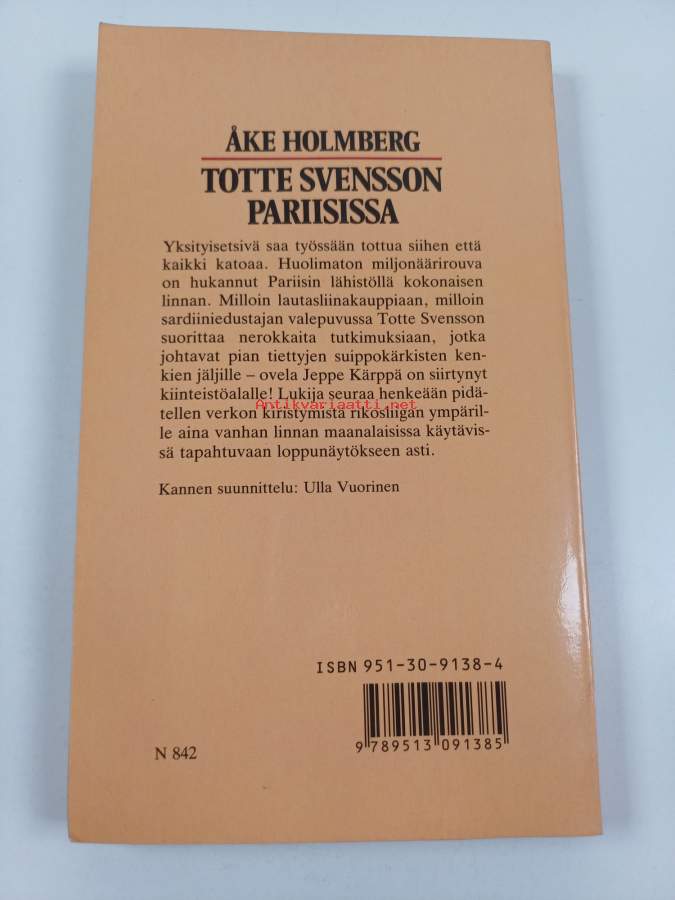 ÅKE HOLMBERG
TOTTE SVENSSON
PARIISISSA
Yksityisetsivä saa työssään tottua siihen että
kaikki katoaa. Huolimaton miljonäärirouva
on hukannut Pariisin lähistöllä kokonaisen
linnan. Milloin lautasliinakauppiaan, milloin
sardiiniedustajan valepuvussa Totte Svensson
suorittaa nerokkaita tutkimuksiaan, jotka
johtavat pian tiettyjen suippokärkisten ken-
kien jäljille – ovela Jeppe Kärppä on siirtynyt
kiinteistöalalle! Lukija seuraa henkeään pidä-
Antikvariaatti.net
tellen verkon kiristymistä rikosliigan ympäril-
le aina vanhan linnan maanalaisissa käytävis-
sä tapahtuvaan loppunäytökseen asti.
Kannen suunnittelu: Ulla Vuorinen
ISBN 951-30-9138-4
9 789513 091385
N 842